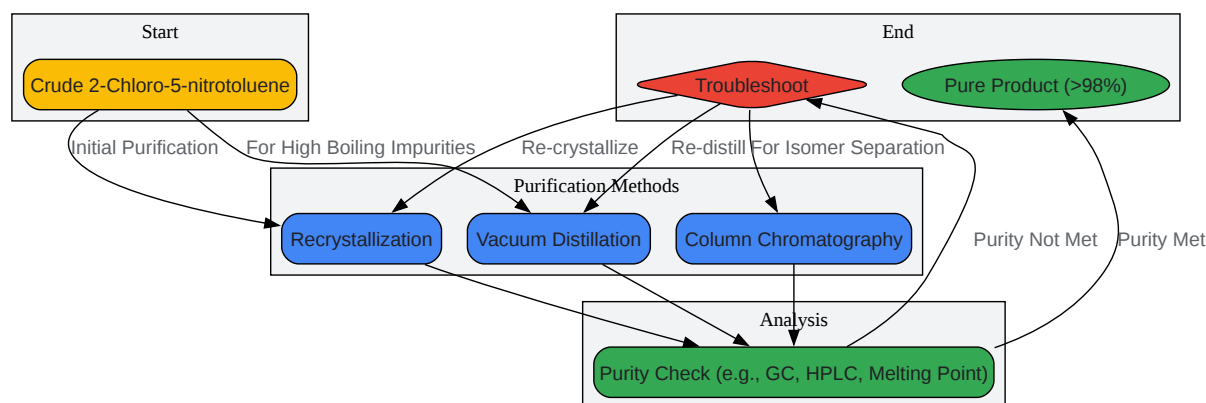 Start
End
Crude 2-Chloro-5-nitrotoluene
Troubleshoot
Pure Product (>98%)
Initial Purification
For High Boiling Impurities
Re-crystallize
Re-distill
For Isomer Separation
Purification Methods
Recrystallization
Vacuum Distillation
Column Chromatography
Purity Not Met
Purity Met
Analysis
Purity Check (e.g., GC, HPLC, Melting Point)